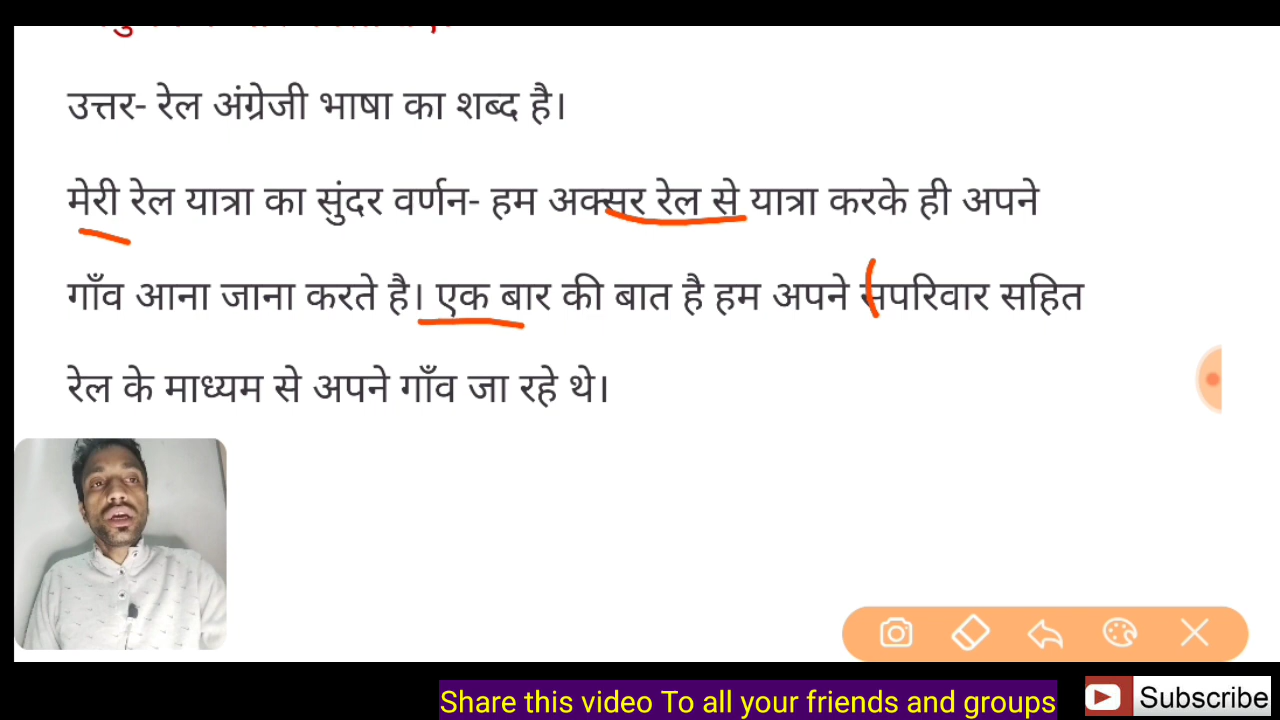 उत्तर- रेल अंग्रेजी भाषा का शब्द है।
मेरी रेल यात्रा का सुंदर वर्णन- हम अक्सर रेल से यात्रा करके ही अपने
गाँव आना जाना करते है। एक बार की बात है हम अपने सपरिवार सहित
रेल के माध्यम से अपने गाँव जा रहे थे।
Share this video To all your friends and groups
Subscribe